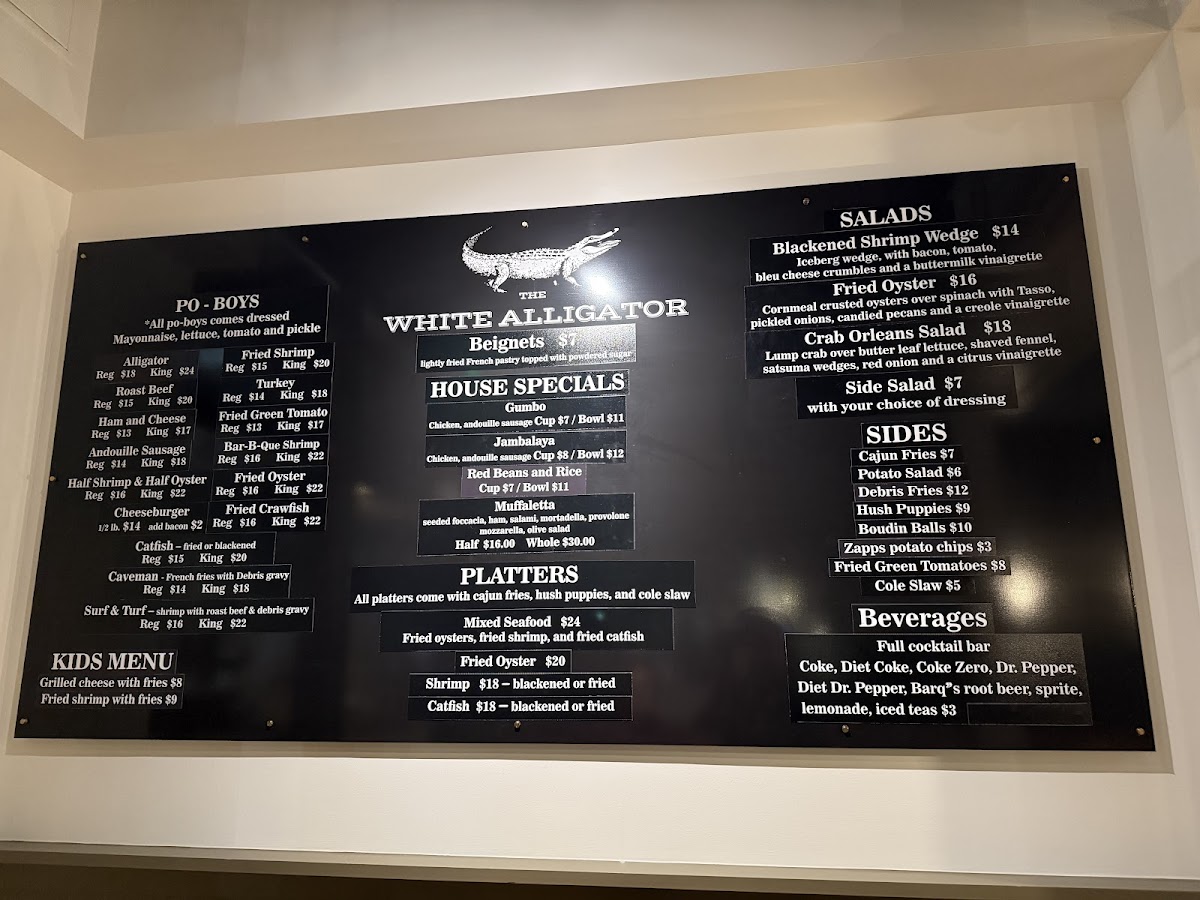 PO - BOYS
*All po-boys comes dressed
Mayonnaise, lettuce, tomato and pickle
Alligator
Reg $18 King $24
Roast Beef
Reg $15 King $20
Ham and Cheese
Reg $13 King $17
Andouille Sausage
Reg $14 King $18
Half Shrimp & Half Oyster
Reg $16 King $22
Cheeseburger
1/2 lb. $14 add bacon $2
Fried Shrimp
Reg $15 King $20
Turkey
Reg $14 King $18
Fried Green Tomato
Reg $13 King $17
Bar-B-Que Shrimp
Reg $16 King $22
Fried Oyster
Reg $16 King $22
Fried Crawfish
Reg $16 King $22
Catfish – fried or blackened
Reg $15 King $20
Caveman - French fries with Debris gravy
Reg $14 King $18
Surf & Turf – shrimp with roast beef & debris gravy
Reg $16 King $22
KIDS MENU
Grilled cheese with fries $8
Fried shrimp with fries $9
THE
WHITE ALLIGATOR
Beignets $7
lightly fried French pastry topped with powdered sugar
HOUSE SPECIALS
Gumbo
Chicken, andouille sausage Cup $7 / Bowl $11
Jambalaya
Chicken, andouille sausage Cup $8 / Bowl $12
Red Beans and Rice
Cup $7 / Bowl $11
Muffaletta
seeded foccacia, ham, salami, mortadella, provolone
mozzarella, olive salad
Half $16.00 Whole $30.00
PLATTERS
All platters come with cajun fries, hush puppies, and cole slaw
Mixed Seafood $24
Fried oysters, fried shrimp, and fried catfish
Fried Oyster $20
Shrimp $18 – blackened or fried
Catfish $18 – blackened or fried
SALADS
Blackened Shrimp Wedge $14
Iceberg wedge, with bacon, tomato,
bleu cheese crumbles and a buttermilk vinaigrette
Fried Oyster $16
Cornmeal crusted oysters over spinach with Tasso,
pickled onions, candied pecans and a creole vinaigrette
Crab Orleans Salad $18
Lump crab over butter leaf lettuce, shaved fennel,
satsuma wedges, red onion and a citrus vinaigrette
Side Salad $7
with your choice of dressing
SIDES
Cajun Fries $7
Potato Salad $6
Debris Fries $12
Hush Puppies $9
Boudin Balls $10
Zapps potato chips $3
Fried Green Tomatoes $8
Cole Slaw $5
Beverages
Full cocktail bar
Coke, Diet Coke, Coke Zero, Dr. Pepper,
Diet Dr. Pepper, Barq"s root beer, sprite,
lemonade, iced teas $3